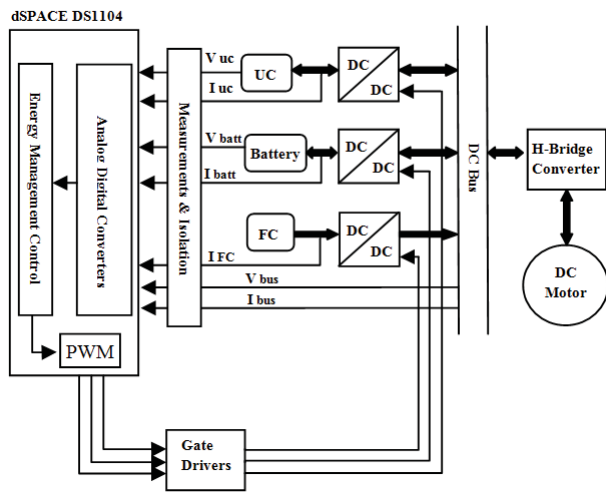 dSPACE DS1104
Energy Management Control
Analog Digital Converters
PWM
Measurements & Isolation
V uc
I uc
UC
DC
DC
V batt
I batt
Battery
DC
DC
I FC
FC
DC
DC
V bus
I bus
DC Bus
H-Bridge
Converter
DC
Motor
Gate
Drivers